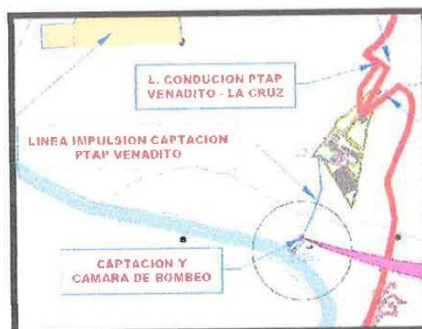 L. CONDUCION PTAP
VENADITO - LA CRUZ
LINEA IMPULSION CAPTACION
PTAP VENADITO
CAPTACION Y
CAMARA DE BOMBEO